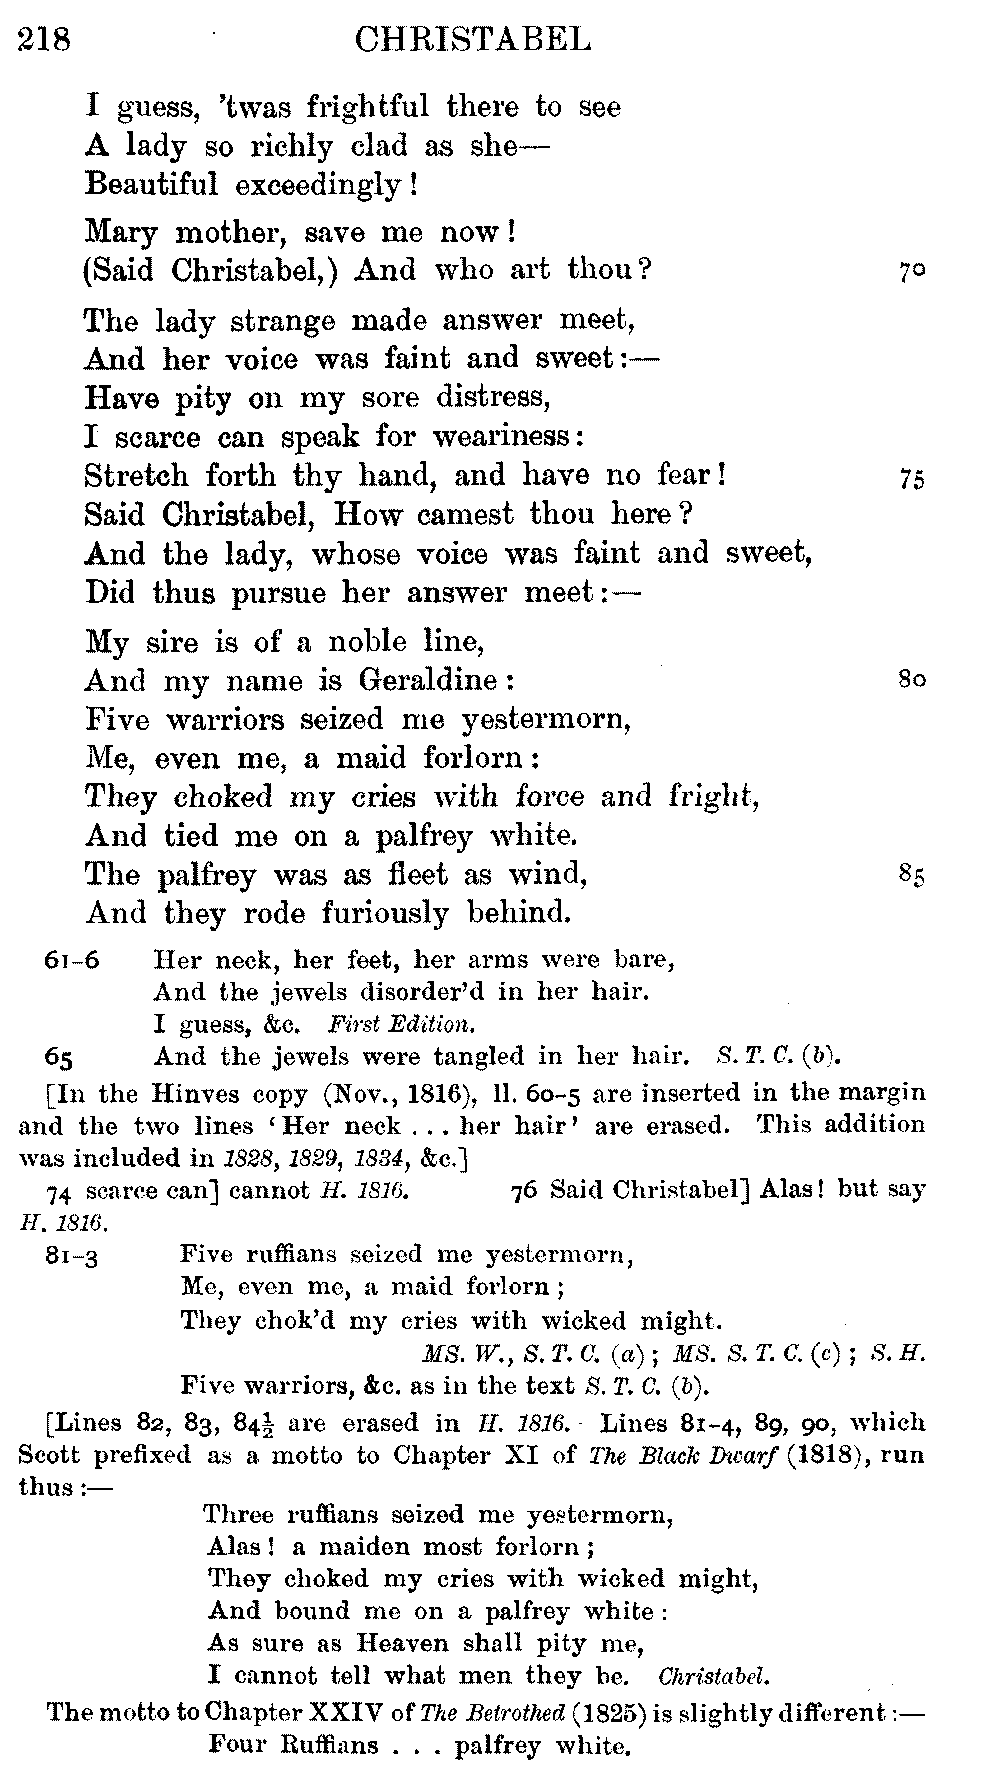 218 CHRISTABEL
I guess, 'twas frightful there to see
A lady so richly clad as she—
Beautiful exceedingly!
Mary mother, save me now!
(Said Christabel,) And who art thou? 70
The lady strange made answer meet,
And her voice was faint and sweet:—
Have pity on my sore distress,
I scarce can speak for weariness:
Stretch forth thy hand, and have no fear! 75
Said Christabel, How camest thou here?
And the lady, whose voice was faint and sweet,
Did thus pursue her answer meet:—
My sire is of a noble line,
And my name is Geraldine: 80
Five warriors seized me yestermorn,
Me, even me, a maid forlorn:
They choked my cries with force and fright,
And tied me on a palfrey white.
The palfrey was as fleet as wind, 85
And they rode furiously behind.
61-6 Her neck, her feet, her arms were bare,
And the jewels disorder'd in her hair.
I guess, &c. First Edition.
65 And the jewels were tangled in her hair. S. T. C. (b).
[In the Hinves copy (Nov., 1816), ll. 60-5 are inserted in the margin
and the two lines 'Her neck . . . her hair' are erased. This addition
was included in 1828, 1829, 1834, &c.]
74 scarce can] cannot H. 1816. 76 Said Christabel] Alas! but say
H. 1816.
81-3 Five ruffians seized me yestermorn,
Me, even me, a maid forlorn;
They chok'd my cries with wicked might.
MS. W., S. T. C. (a); MS. S. T. C. (c); S. H.
Five warriors, &c. as in the text S. T. C. (b).
[Lines 82, 83, 84½ are erased in H. 1816. Lines 81-4, 89, 90, which
Scott prefixed as a motto to Chapter XI of The Black Dwarf (1818), run
thus:—
Three ruffians seized me yestermorn,
Alas! a maiden most forlorn;
They choked my cries with wicked might,
And bound me on a palfrey white:
As sure as Heaven shall pity me,
I cannot tell what men they be. Christabel.
The motto to Chapter XXIV of The Betrothed (1825) is slightly different:—
Four Ruffians . . . palfrey white.